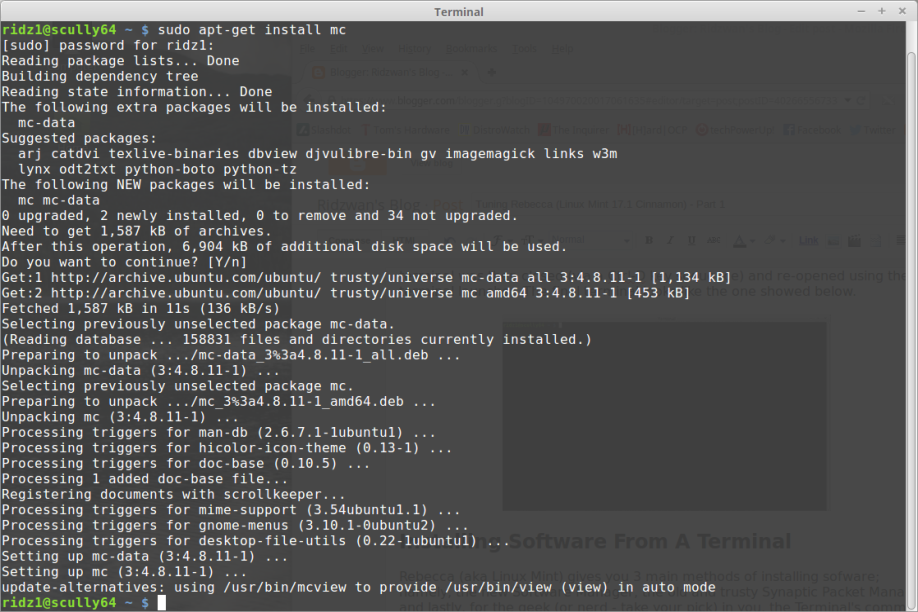 Terminal
ridz1@scully64 ~ $ sudo apt-get install mc
[sudo] password for ridz1:
Reading package lists... Done
Building dependency tree
Reading state information... Done
The following extra packages will be installed:
  mc-data
Suggested packages:
  arj catdvi texlive-binaries dbview djvulibre-bin gv imagemagick links w3m
  lynx odt2txt python-boto python-tz
The following NEW packages will be installed:
  mc mc-data
0 upgraded, 2 newly installed, 0 to remove and 34 not upgraded.
Need to get 1,587 kB of archives.
After this operation, 6,904 kB of additional disk space will be used.
Do you want to continue? [Y/n]
Get:1 http://archive.ubuntu.com/ubuntu/ trusty/universe mc-data all 3:4.8.11-1 [1,134 kB]
Get:2 http://archive.ubuntu.com/ubuntu/ trusty/universe mc amd64 3:4.8.11-1 [453 kB]
Fetched 1,587 kB in 11s (136 kB/s)
Selecting previously unselected package mc-data.
(Reading database ... 158831 files and directories currently installed.)
Preparing to unpack .../mc-data_3%3a4.8.11-1_all.deb ...
Unpacking mc-data (3:4.8.11-1) ...
Selecting previously unselected package mc.
Preparing to unpack .../mc_3%3a4.8.11-1_amd64.deb ...
Unpacking mc (3:4.8.11-1) ...
Processing triggers for man-db (2.6.7.1-1ubuntu1) ...
Processing triggers for hicolor-icon-theme (0.13-1) ...
Processing triggers for doc-base (0.10.5) ...
Processing 1 added doc-base file...
Registering documents with scrollkeeper...
Processing triggers for mime-support (3.54ubuntu1.1) ...
Processing triggers for gnome-menus (3.10.1-0ubuntu2) ...
Processing triggers for desktop-file-utils (0.22-1ubuntu1) ...
Setting up mc-data (3:4.8.11-1) ...
Setting up mc (3:4.8.11-1) ...
update-alternatives: using /usr/bin/mcview to provide /usr/bin/view (view) in auto mode
ridz1@scully64 ~ $
Software From A Terminal